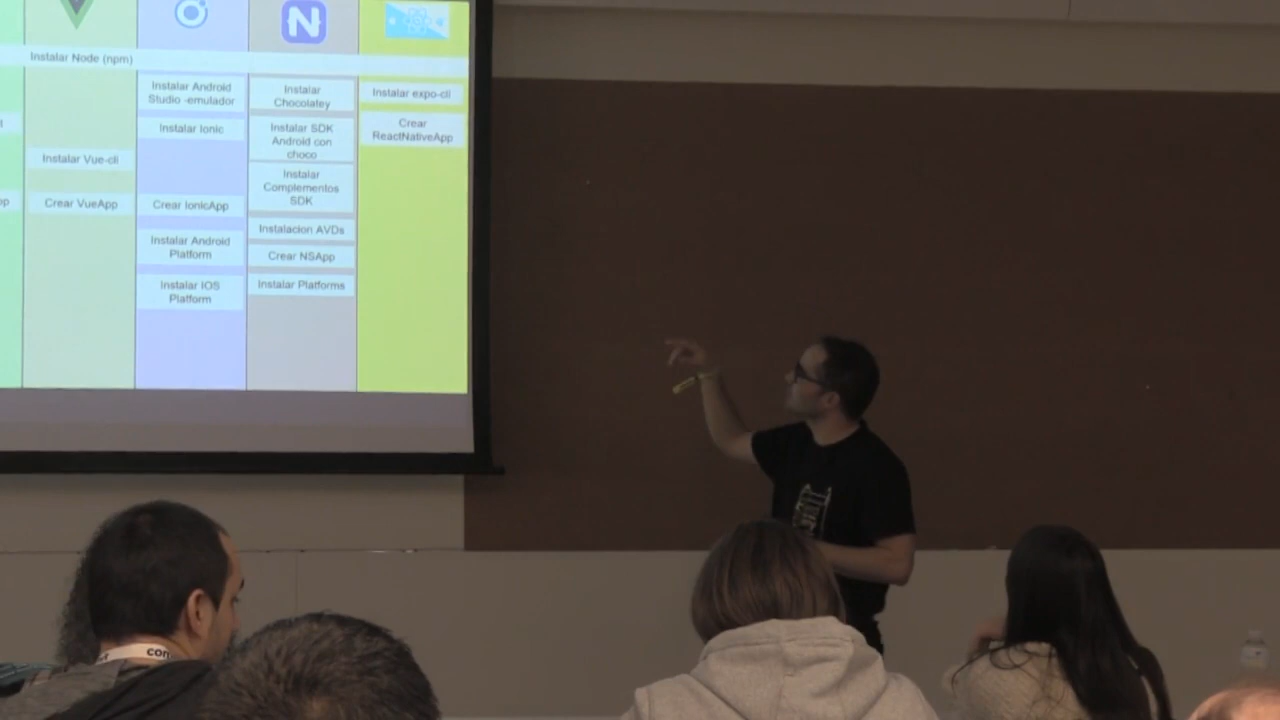 Instalar Node (npm)
Instalar Vue-cli
Crear VueApp
Instalar Android
Studio -emulador
Instalar Ionic
Crear IonicApp
Instalar Android
Platform
Instalar IOS
Platform
N
Instalar
Chocolatey
Instalar SDK
Android con
choco
Instalar
Complementos
SDK
Instalacion AVDs
Crear NSApp
Instalar Platforms
Instalar expo-cli
Crear
ReactNativeApp
com